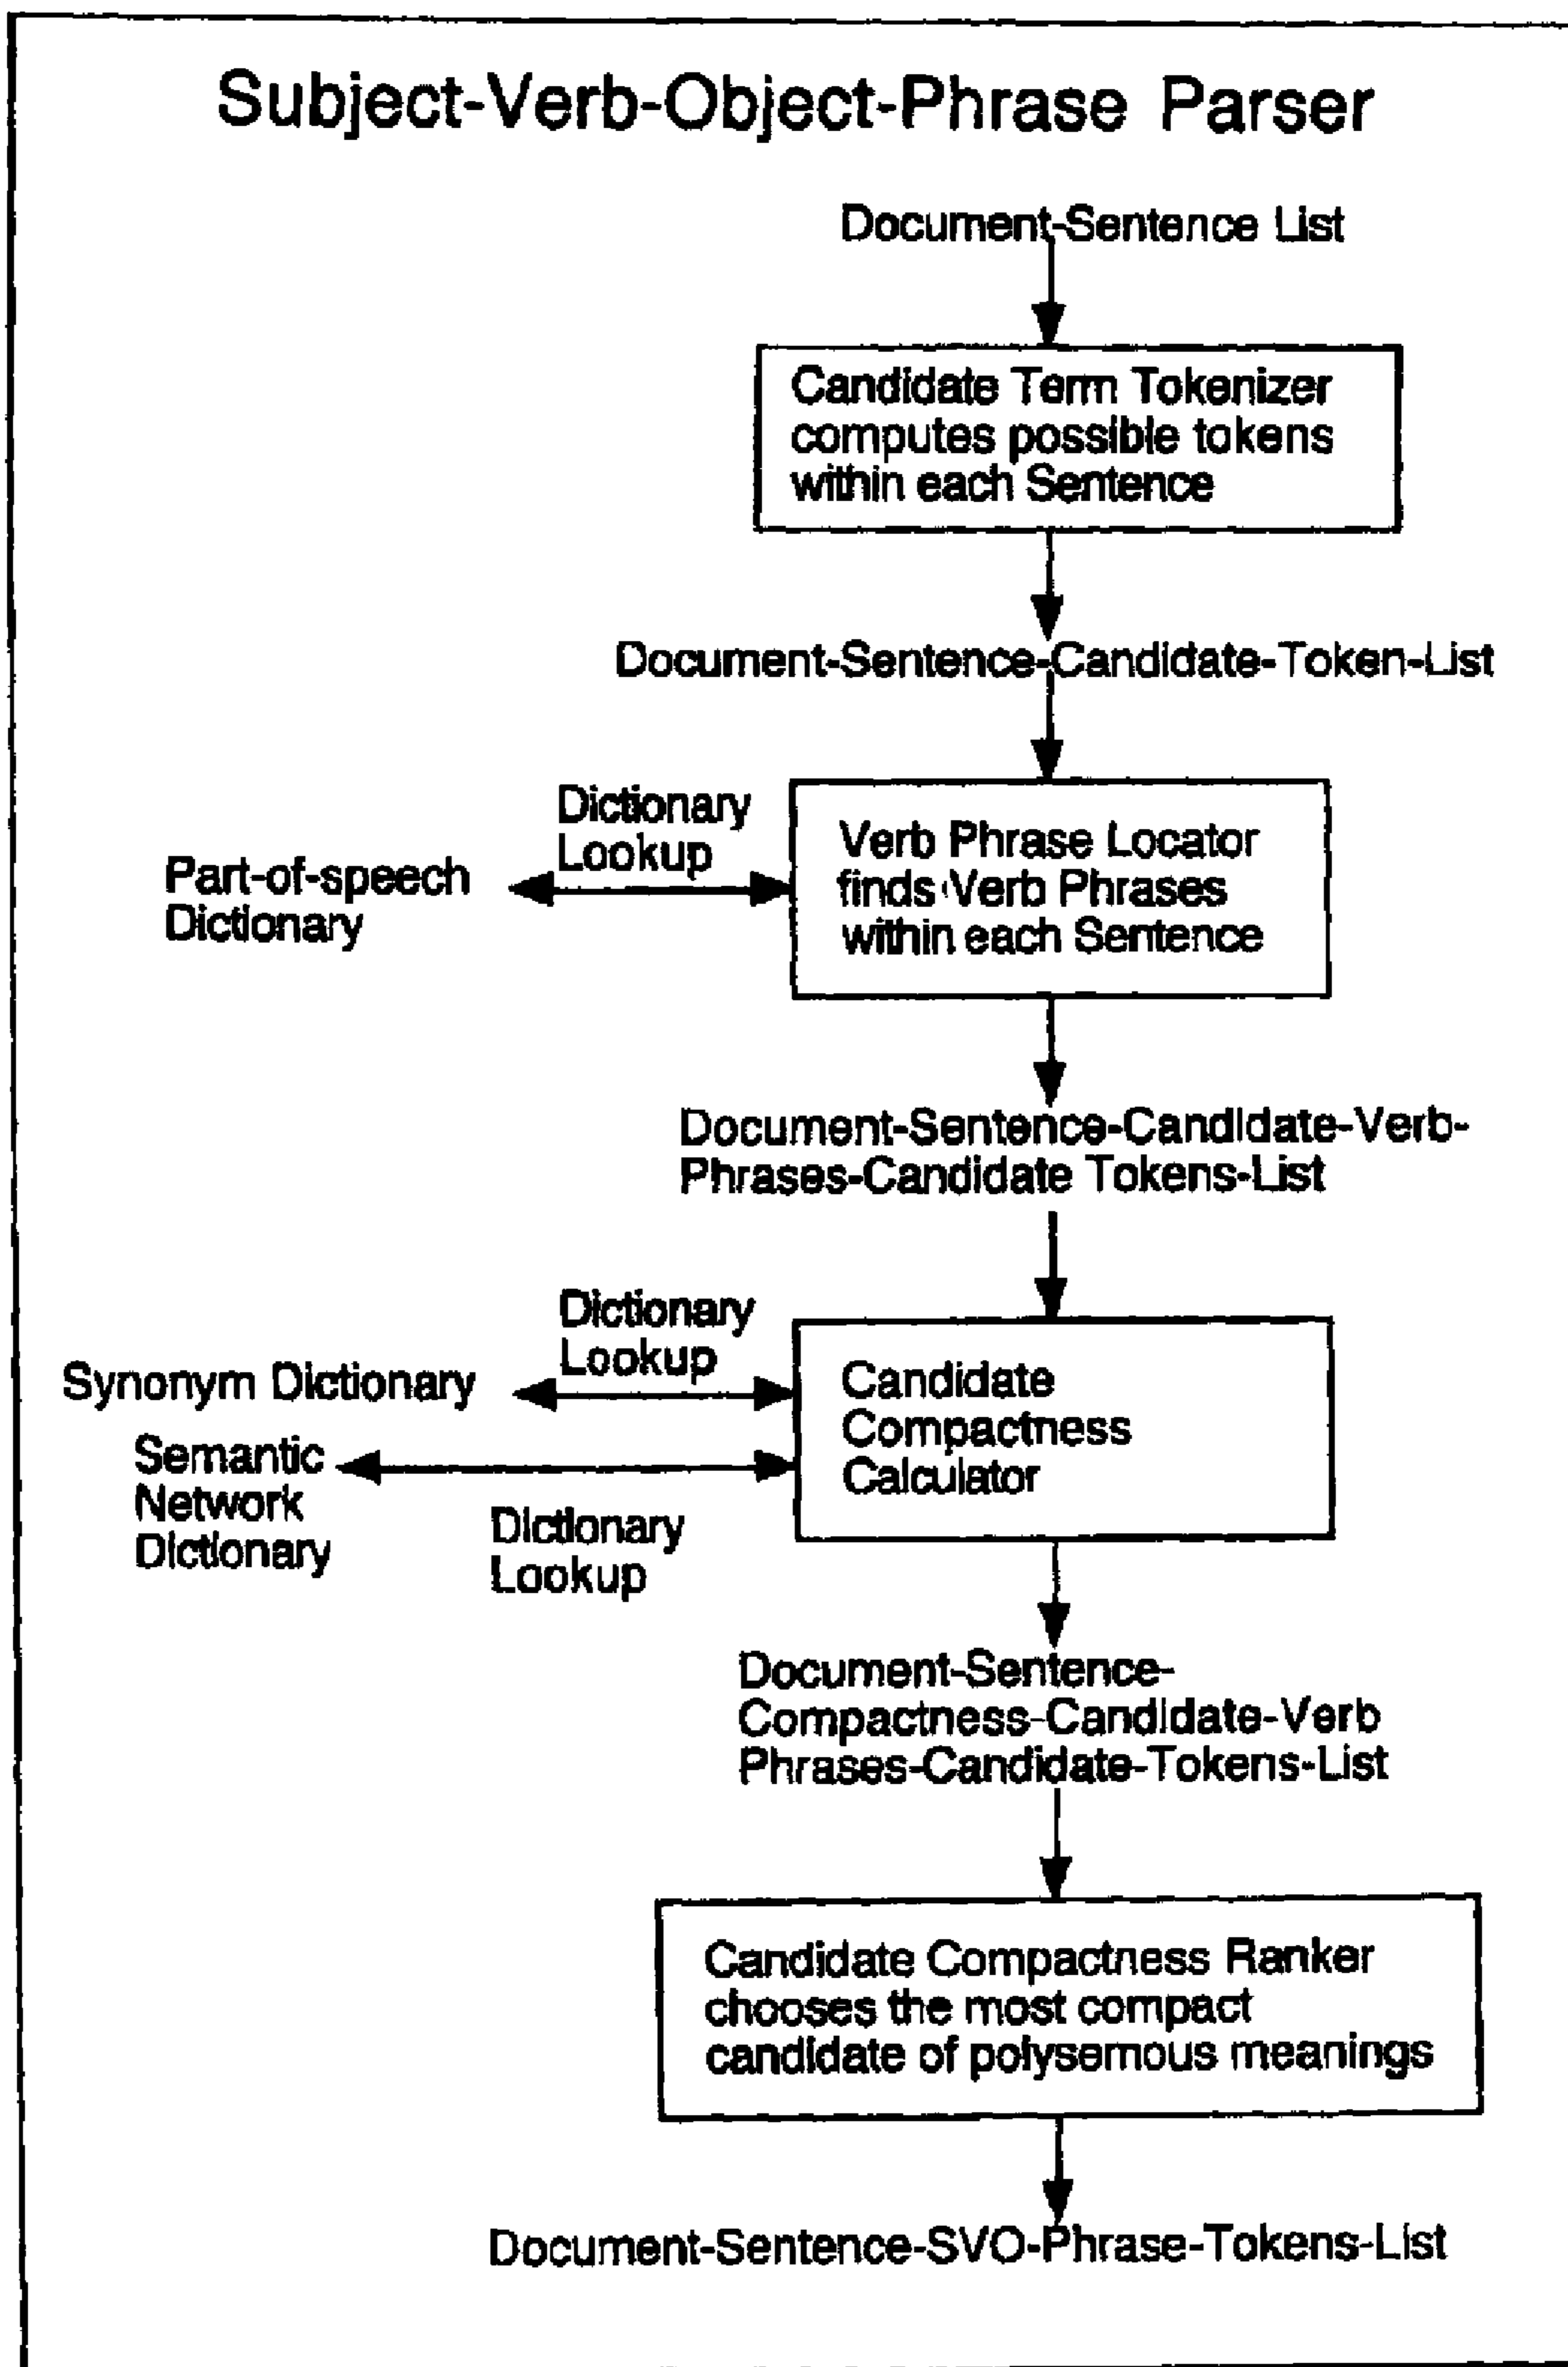 Subject-Verb-Object-Phrase Parser
Document-Sentence List
Candidate Term Tokenizer
computes possible tokens
within each Sentence
Document-Sentence-Candidate-Token-List
Dictionary
Lookup
Part-of-speech
Dictionary
Verb Phrase Locator
finds Verb Phrases
within each Sentence
Document-Sentence-Candidate-Verb-
Phrases-Candidate Tokens-List
Dictionary
Lookup
Synonym Dictionary
Semantic
Network
Dictionary
Dictionary
Lookup
Candidate
Compactness
Calculator
Document-Sentence-
Compactness-Candidate-Verb
Phrases-Candidate-Tokens-List
Candidate Compactness Ranker
chooses the most compact
candidate of polysemous meanings
Document-Sentence-SVO-Phrase-Tokens-List